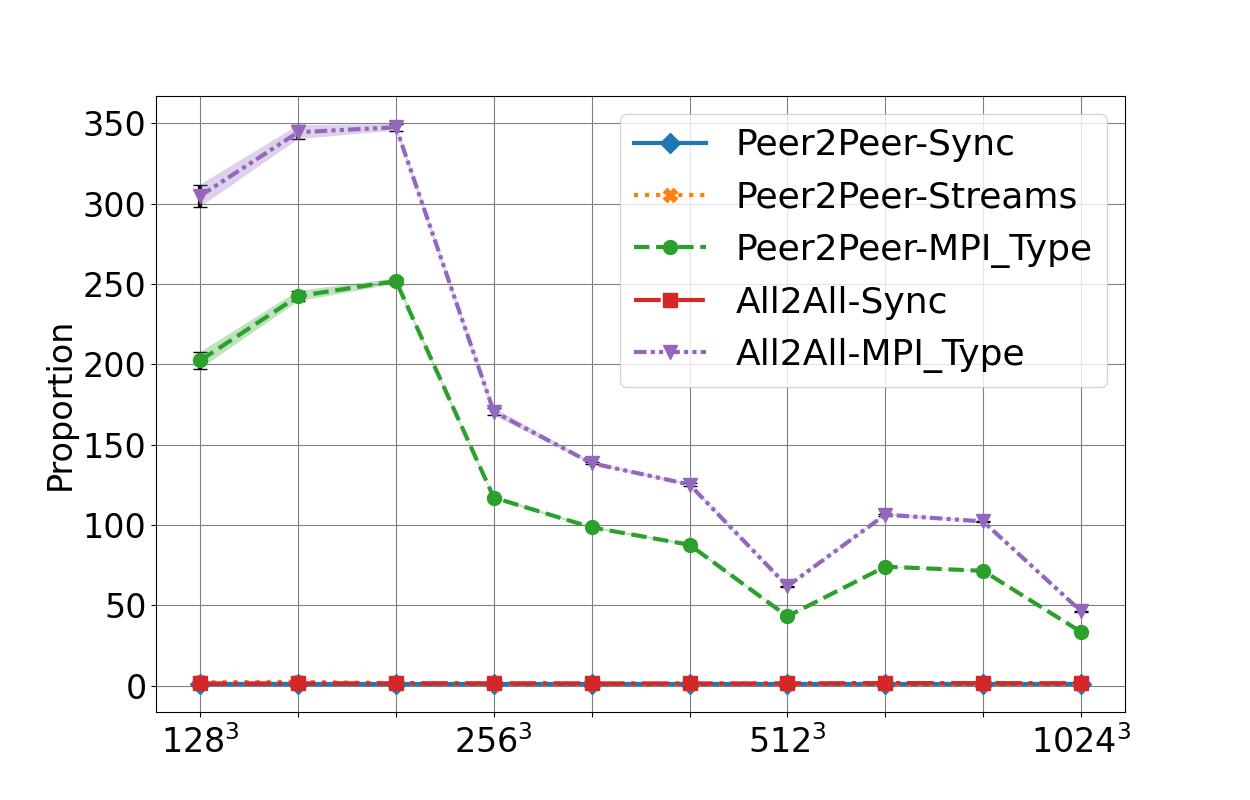 Proportion
350
300
250
200
150
100
50
0
Peer2Peer-Sync
Peer2Peer-Streams
Peer2Peer-MPI_Type
All2All-Sync
All2All-MPI_Type
128³ 256³ 512³ 1024³